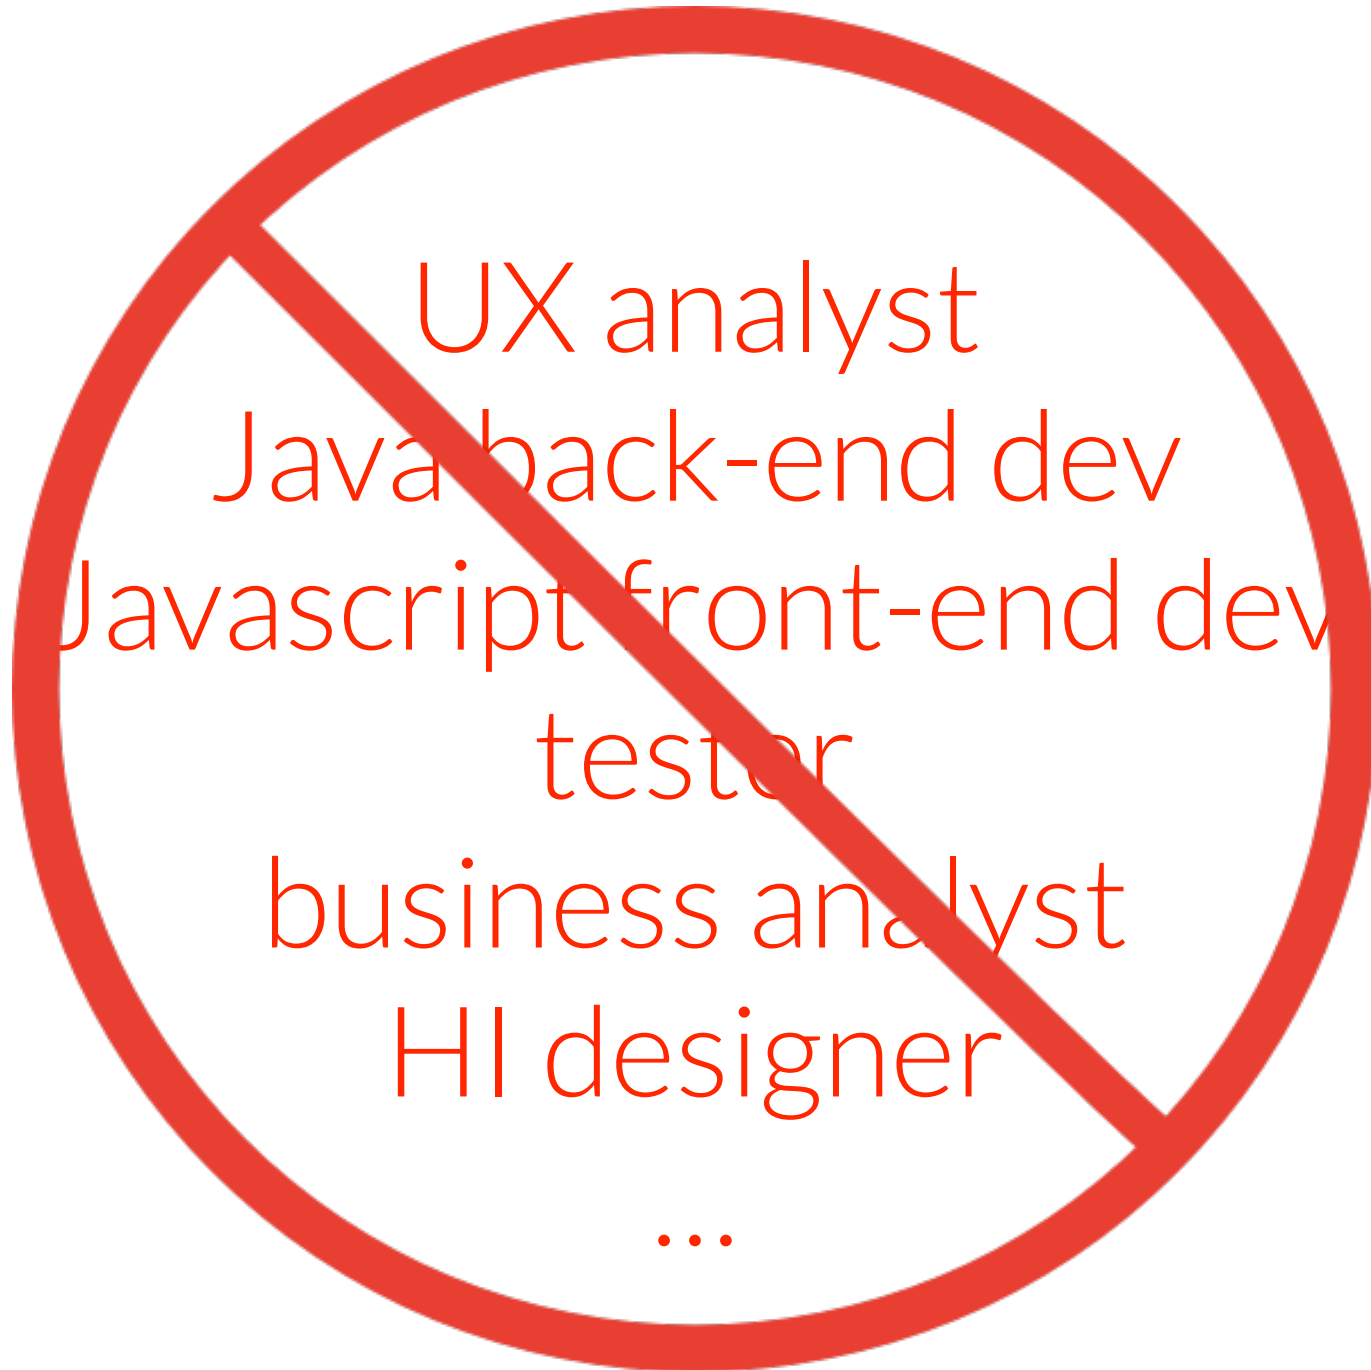 UX analyst
Java back-end dev
Javascript front-end dev
tester
business analyst
HI designer
...